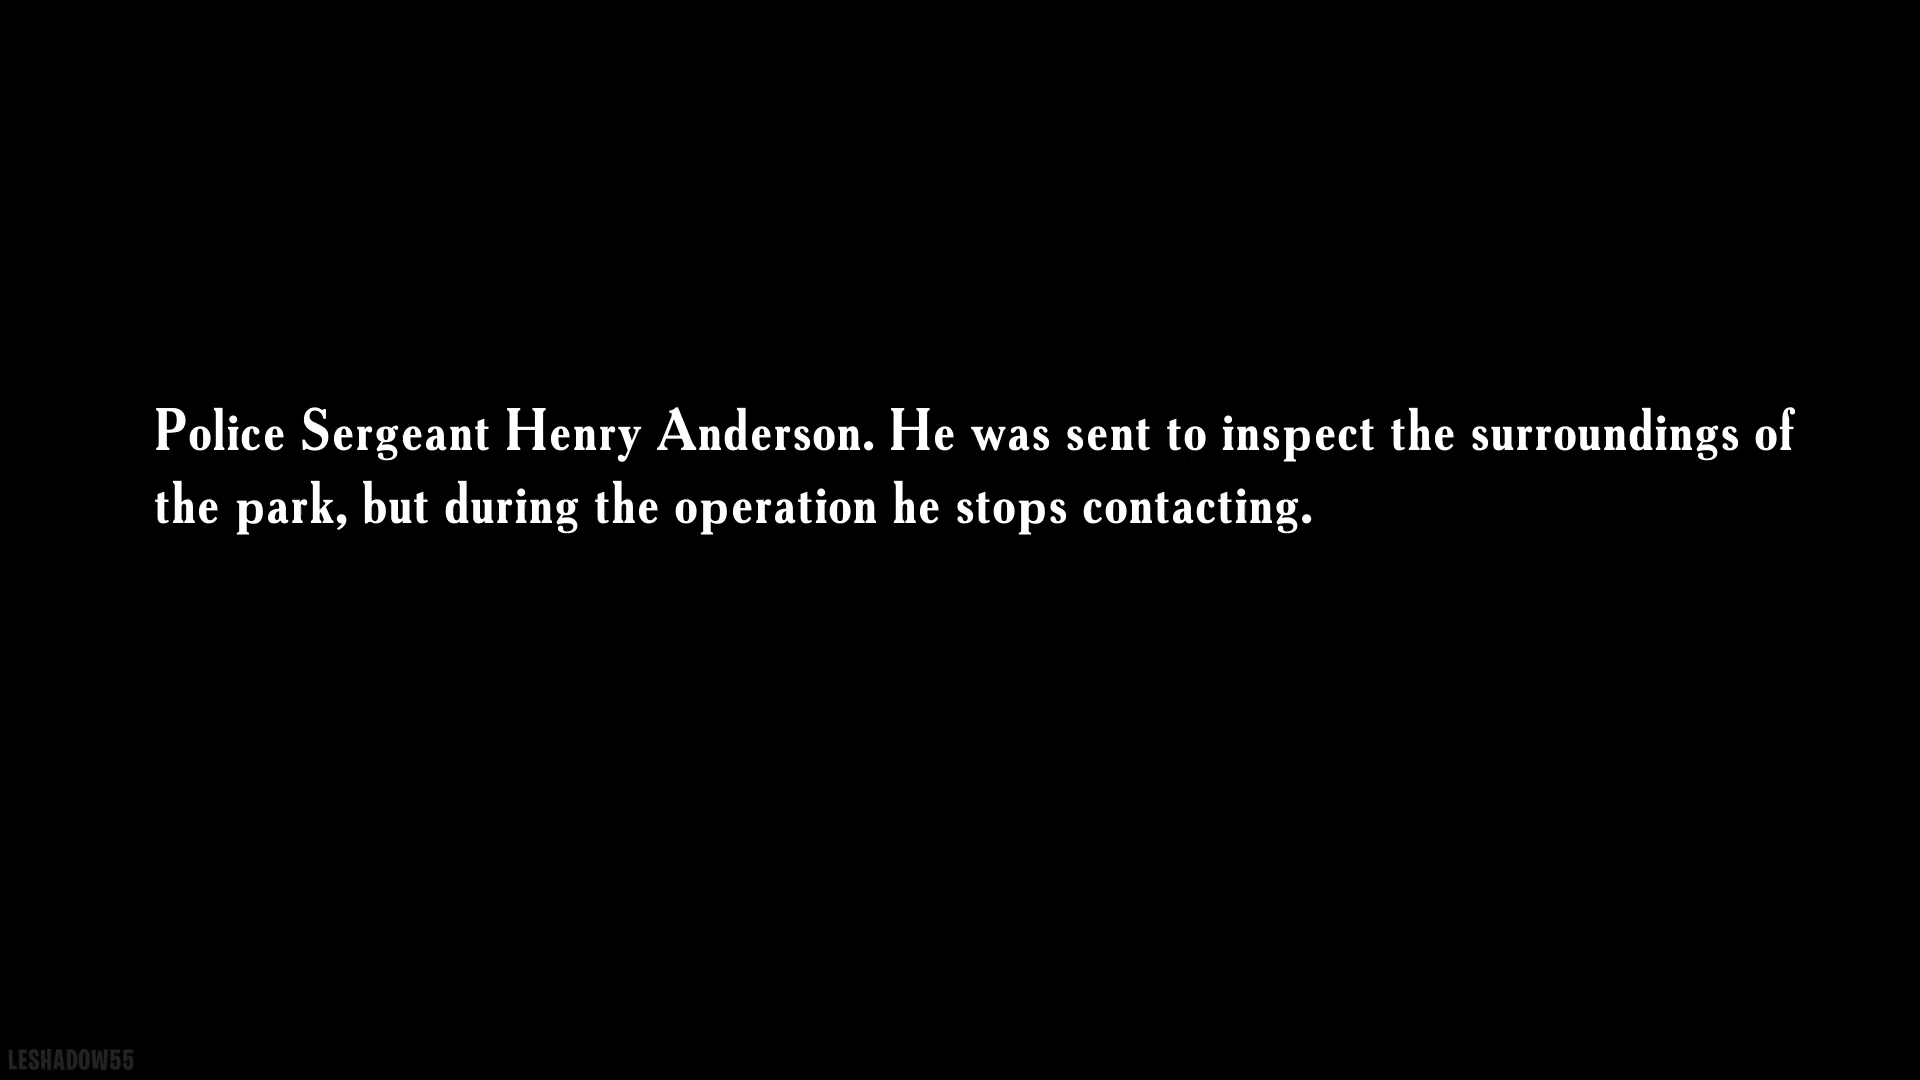 Police Sergeant Henry Anderson. He was sent to inspect the surroundings of
the park, but during the operation he stops contacting.
LESHADOW55